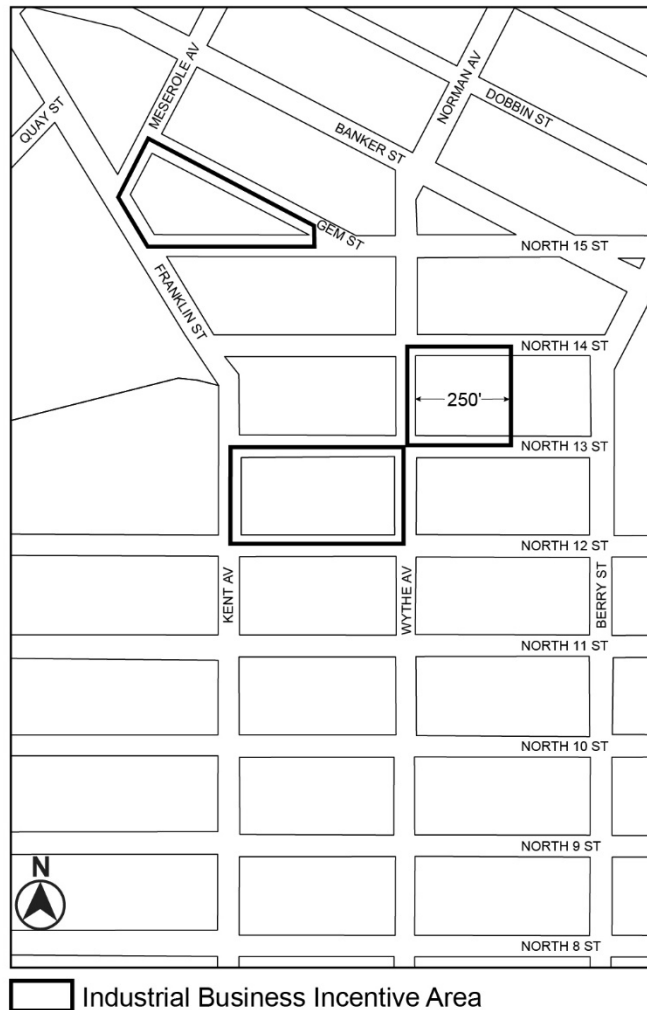 MESEROLE AV
NORMAN AV
QUAY ST
DOBBIN ST
BANKER ST
GEM ST
NORTH 15 ST
FRANKLIN ST
NORTH 14 ST
250'
NORTH 13 ST
NORTH 12 ST
KENT AV
WYTHE AV
BERRY ST
NORTH 11 ST
NORTH 10 ST
NORTH 9 ST
N
NORTH 8 ST
Industrial Business Incentive Area